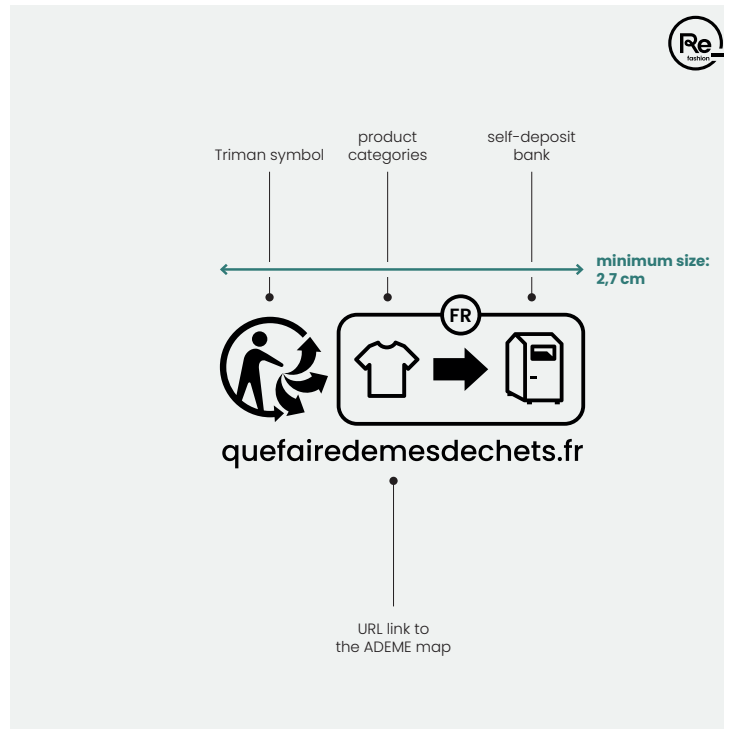 Re_
fashion
Triman symbol
product
categories
self-deposit
bank
minimum size:
2,7 cm
FR
quefairedemesdechets.fr
URL link to
the ADEME map